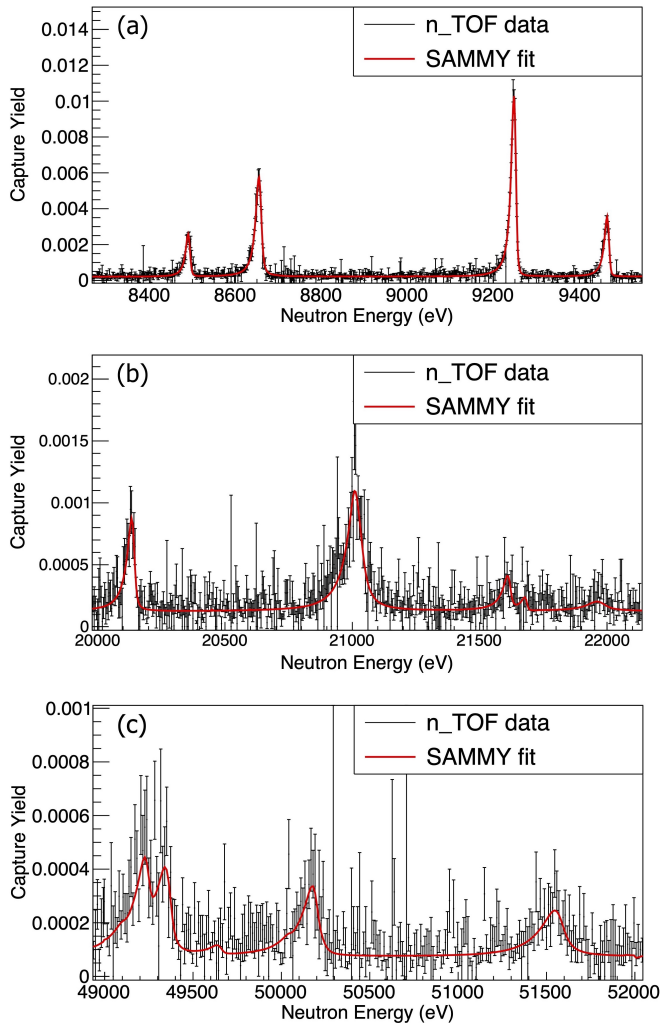 (a)
n_TOF data
SAMMY fit
Capture Yield
0.014
0.012
0.01
0.008
0.006
0.004
0.002
0
8400 8600 8800 9000 9200 9400
Neutron Energy (eV)
(b)
n_TOF data
SAMMY fit
Capture Yield
0.002
0.0015
0.001
0.0005
0
20000 20500 21000 21500 22000
Neutron Energy (eV)
(c)
n_TOF data
SAMMY fit
Capture Yield
0.001
0.0008
0.0006
0.0004
0.0002
0
49000 49500 50000 50500 51000 51500 52000
Neutron Energy (eV)